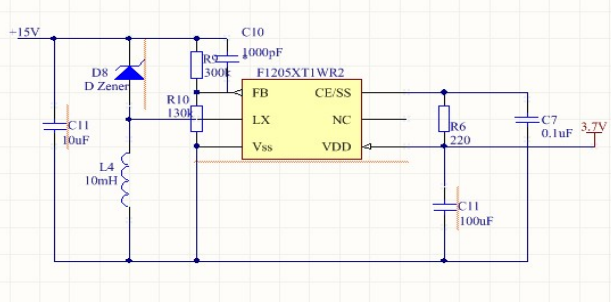 +15V
C10
1000pF
D8
D Zener
R9
300k
F1205XT1WR2
FB
CE/SS
R10
130k
LX
NC
Vss
VDD
C11
10uF
L4
10mH
R6
220
C7
0.1uF
3.7V
C11
100uF